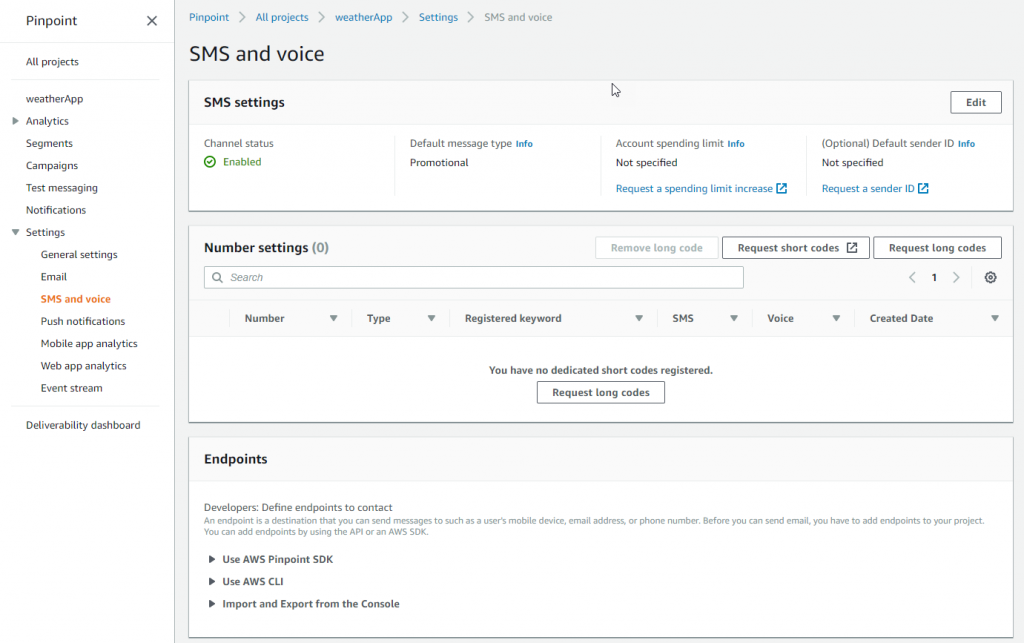 Pinpoint
All projects
weatherApp
Analytics
Segments
Campaigns
Test messaging
Notifications
Settings
General settings
Email
SMS and voice
Push notifications
Mobile app analytics
Web app analytics
Event stream
Deliverability dashboard
Pinpoint All projects weatherApp Settings SMS and voice
SMS and voice
SMS settings Edit
Channel status
Enabled
Default message type Info
Promotional
Account spending limit Info
Not specified
Request a spending limit increase
(Optional) Default sender ID Info
Not specified
Request a sender ID
Number settings (0) Remove long code Request short codes Request long codes
Search 1
Number Type Registered keyword SMS Voice Created Date
You have no dedicated short codes registered.
Request long codes
Endpoints
Developers: Define endpoints to contact
An endpoint is a destination that you can send messages to such as a user's mobile device, email address, or phone number. Before you can send email, you have to add endpoints to your project.
You can add endpoints by using the API or an AWS SDK.
Use AWS Pinpoint SDK
Use AWS CLI
Import and Export from the Console